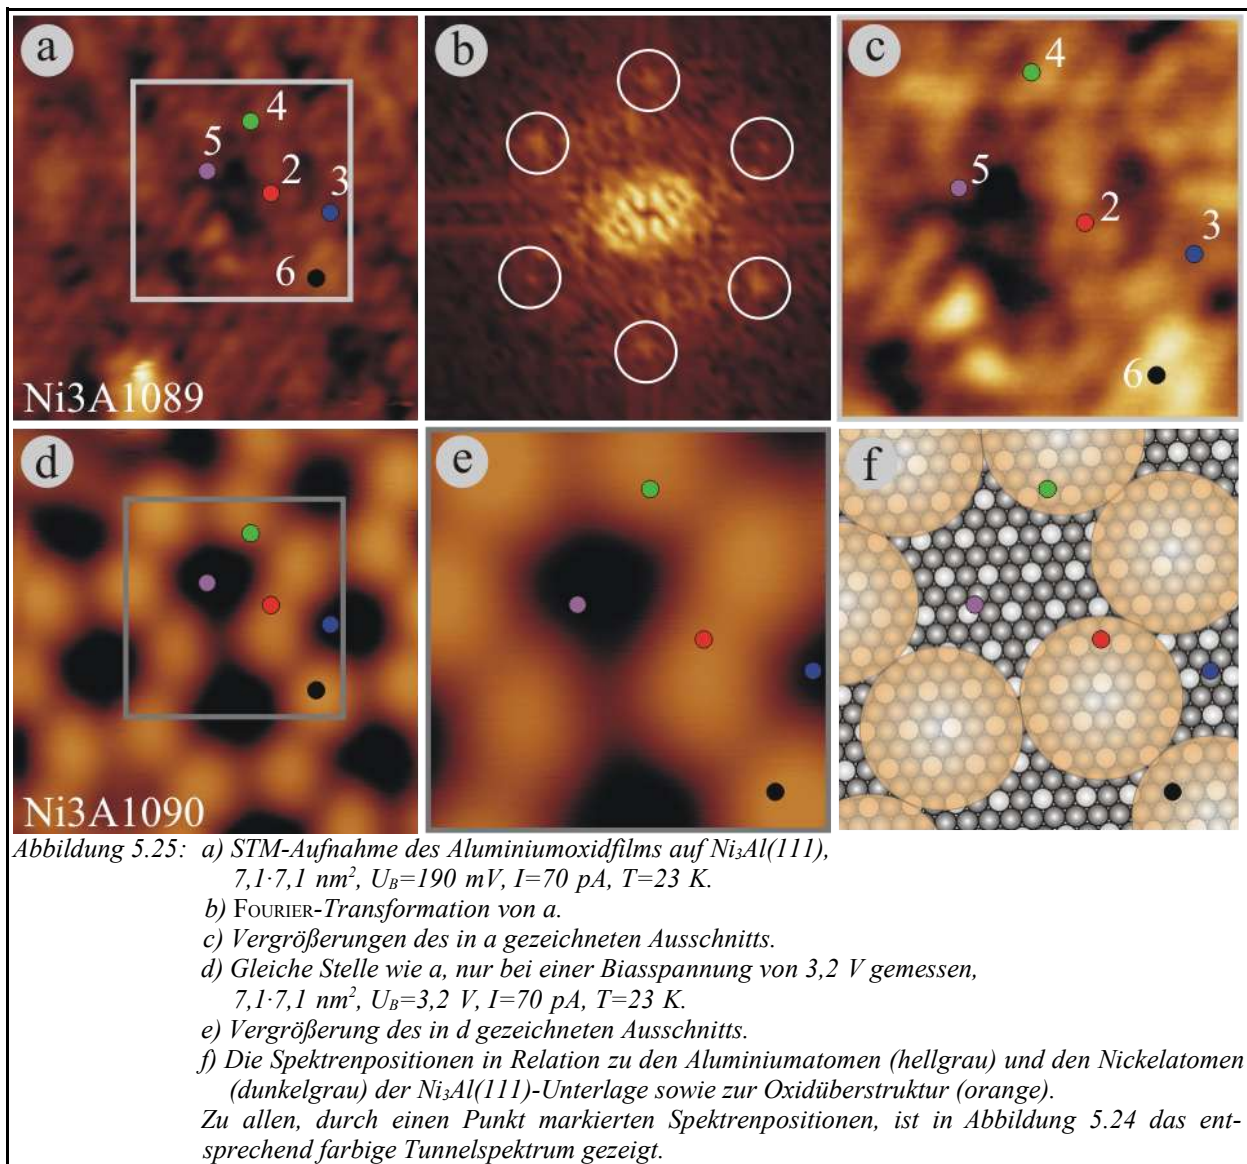 a
b
c
4
5
2
3
6
Ni3A1089
4
5
2
3
6
d
e
f
Ni3A1090
Abbildung 5.25: a) STM-Aufnahme des Aluminiumoxidfilms auf Ni₃Al(111),
7,1·7,1 nm², U_B=190 mV, I=70 pA, T=23 K.
b) FOURIER-Transformation von a.
c) Vergrößerungen des in a gezeichneten Ausschnitts.
d) Gleiche Stelle wie a, nur bei einer Biasspannung von 3,2 V gemessen,
7,1·7,1 nm², U_B=3,2 V, I=70 pA, T=23 K.
e) Vergrößerung des in d gezeichneten Ausschnitts.
f) Die Spektrenpositionen in Relation zu den Aluminiumatomen (hellgrau) und den Nickelatomen
(dunkelgrau) der Ni₃Al(111)-Unterlage sowie zur Oxidüberstruktur (orange).
Zu allen, durch einen Punkt markierten Spektrenpositionen, ist in Abbildung 5.24 das ent-
sprechend farbige Tunnelspektrum gezeigt.